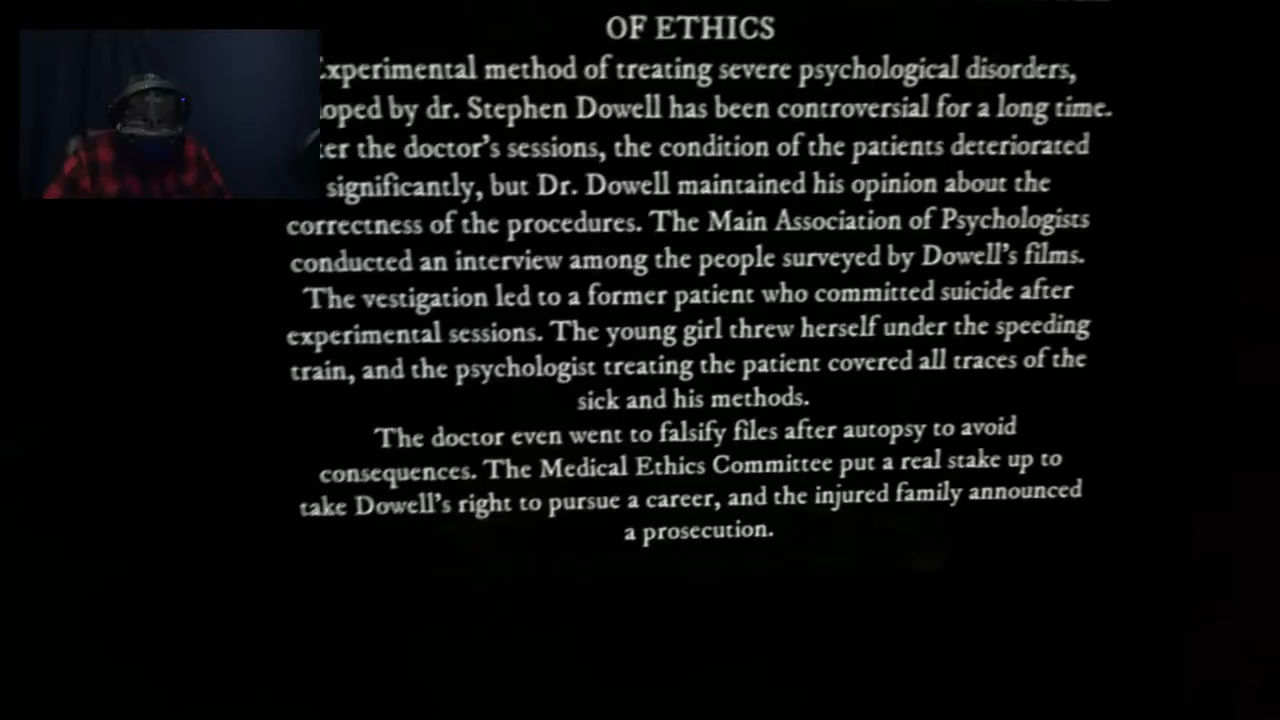 OF ETHICS
Experimental method of treating severe psychological disorders,
by dr. Stephen Dowell has been controversial for a long time.
the doctor's sessions, the condition of the patients deteriorated
significantly, but Dr. Dowell maintained his opinion about the
correctness of the procedures. The Main Association of Psychologists
conducted an interview among the people surveyed by Dowell's films.
The vestigation led to a former patient who committed suicide after
experimental sessions. The young girl threw herself under the speeding
train, and the psychologist treating the patient covered all traces of the
sick and his methods.
The doctor even went to falsify files after autopsy to avoid
consequences. The Medical Ethics Committee put a real stake up to
take Dowell's right to pursue a career, and the injured family announced
a prosecution.